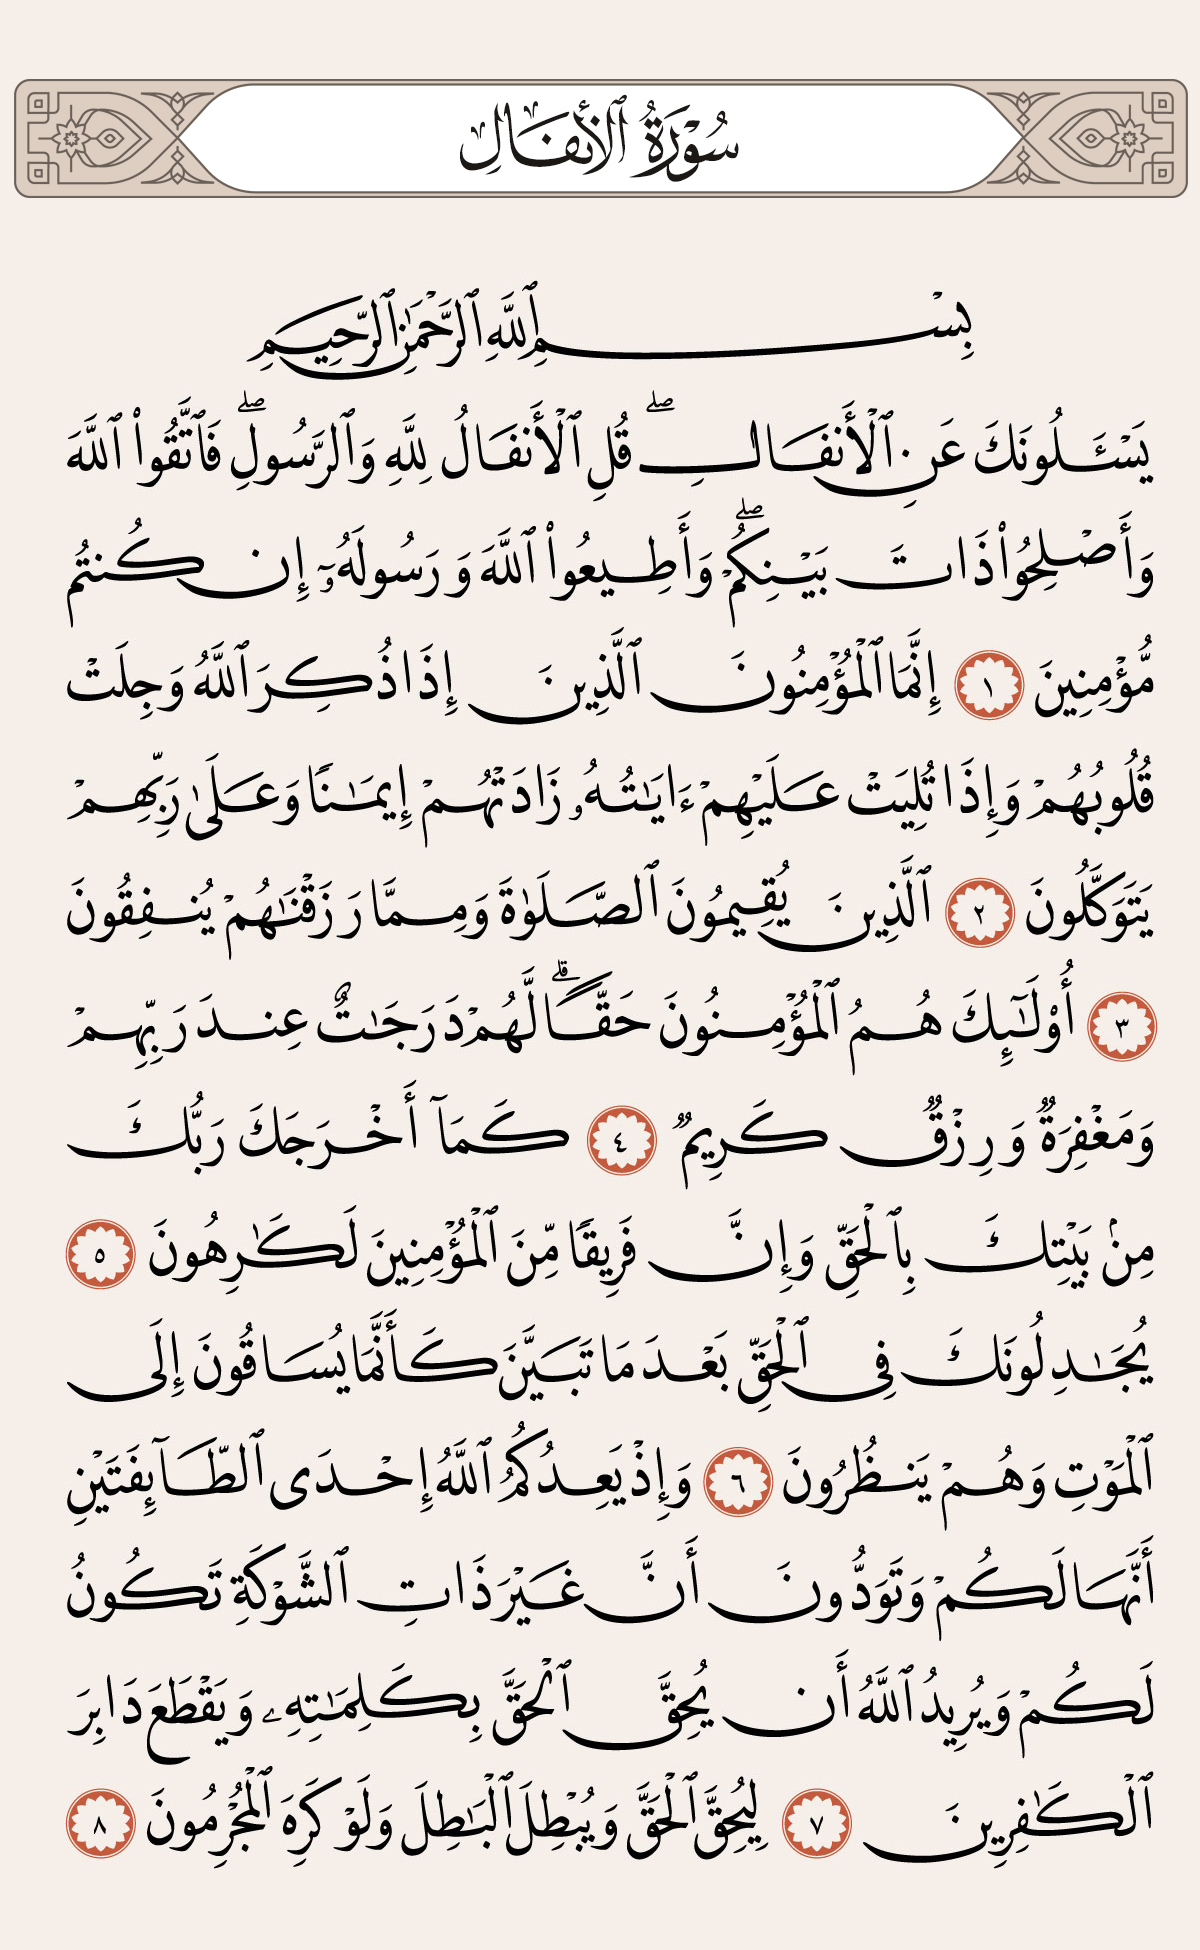 سُورَةُ ٱلْأَنفَالِ
بِسْمِ ٱللَّهِ ٱلرَّحْمَٰنِ ٱلرَّحِيمِ
يَسْـَٔلُونَكَ عَنِ ٱلْأَنفَالِۖ قُلِ ٱلْأَنفَالُ لِلَّهِ وَٱلرَّسُولِۖ فَٱتَّقُوا۟ ٱللَّهَ
وَأَصْلِحُوا۟ ذَاتَ بَيْنِكُمْۖ وَأَطِيعُوا۟ ٱللَّهَ وَرَسُولَهُۥٓ إِن كُنتُم
مُّؤْمِنِينَ ١ إِنَّمَا ٱلْمُؤْمِنُونَ ٱلَّذِينَ إِذَا ذُكِرَ ٱللَّهُ وَجِلَتْ
قُلُوبُهُمْ وَإِذَا تُلِيَتْ عَلَيْهِمْ ءَايَٰتُهُۥ زَادَتْهُمْ إِيمَٰنًا وَعَلَىٰ رَبِّهِمْ
يَتَوَكَّلُونَ ٢ ٱلَّذِينَ يُقِيمُونَ ٱلصَّلَوٰةَ وَمِمَّا رَزَقْنَٰهُمْ يُنفِقُونَ
٣ أُو۟لَٰٓئِكَ هُمُ ٱلْمُؤْمِنُونَ حَقًّاۚ لَّهُمْ دَرَجَٰتٌ عِندَ رَبِّهِمْ
وَمَغْفِرَةٌ وَرِزْقٌ كَرِيمٌ ٤ كَمَآ أَخْرَجَكَ رَبُّكَ
مِنۢ بَيْتِكَ بِٱلْحَقِّ وَإِنَّ فَرِيقًا مِّنَ ٱلْمُؤْمِنِينَ لَكَٰرِهُونَ ٥
يُجَٰدِلُونَكَ فِى ٱلْحَقِّ بَعْدَ مَا تَبَيَّنَ كَأَنَّمَا يُسَاقُونَ إِلَى
ٱلْمَوْتِ وَهُمْ يَنظُرُونَ ٦ وَإِذْ يَعِدُكُمُ ٱللَّهُ إِحْدَى ٱلطَّآئِفَتَيْنِ
أَنَّهَا لَكُمْ وَتَوَدُّونَ أَنَّ غَيْرَ ذَاتِ ٱلشَّوْكَةِ تَكُونُ
لَكُمْ وَيُرِيدُ ٱللَّهُ أَن يُحِقَّ ٱلْحَقَّ بِكَلِمَٰتِهِۦ وَيَقْطَعَ دَابِرَ
ٱلْكَٰفِرِينَ ٧ لِيُحِقَّ ٱلْحَقَّ وَيُبْطِلَ ٱلْبَٰطِلَ وَلَوْ كَرِهَ ٱلْمُجْرِمُونَ ٨